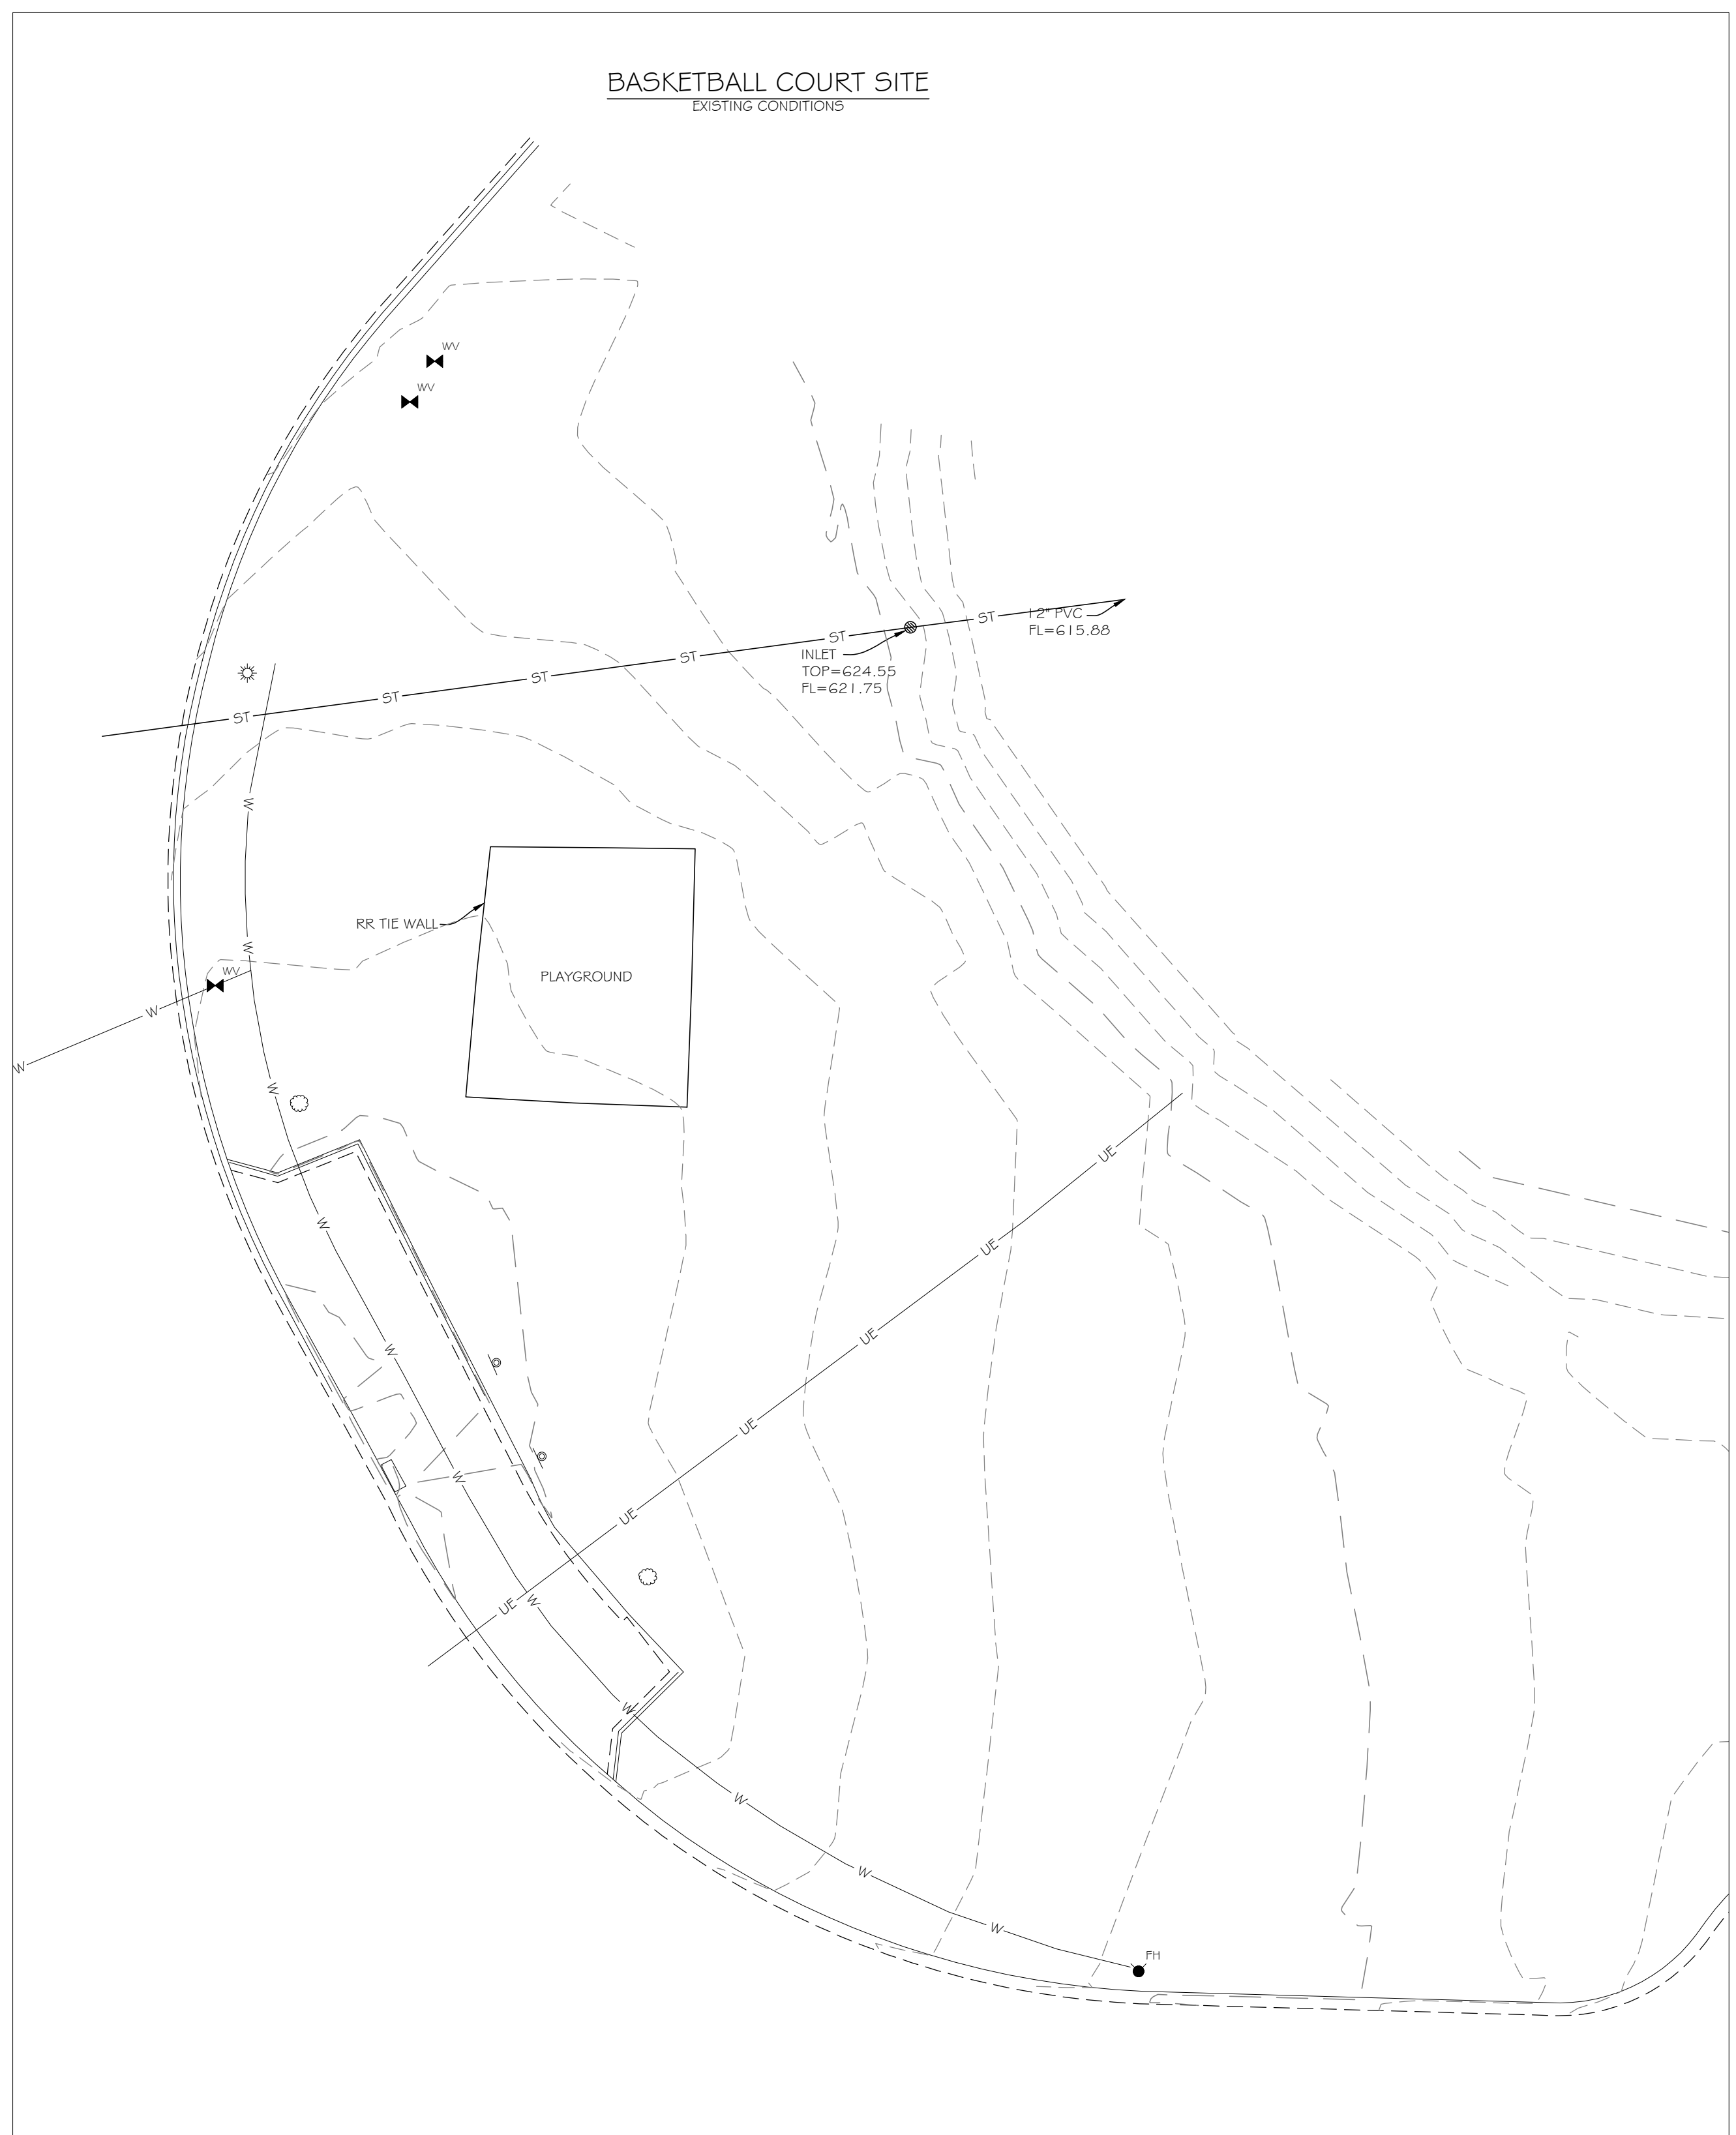 BASKETBALL COURT SITE
EXISTING CONDITIONS
WV
WV
12" PVC
FL=615.88
ST
ST
INLET
TOP=624.55
FL=621.75
ST
ST
ST
ST
W
RR TIE WALL
W
PLAYGROUND
WV
W
W
W
UE
W
UE
UE
W
UE
W
UE
UE
W
W
W
W
W
FH